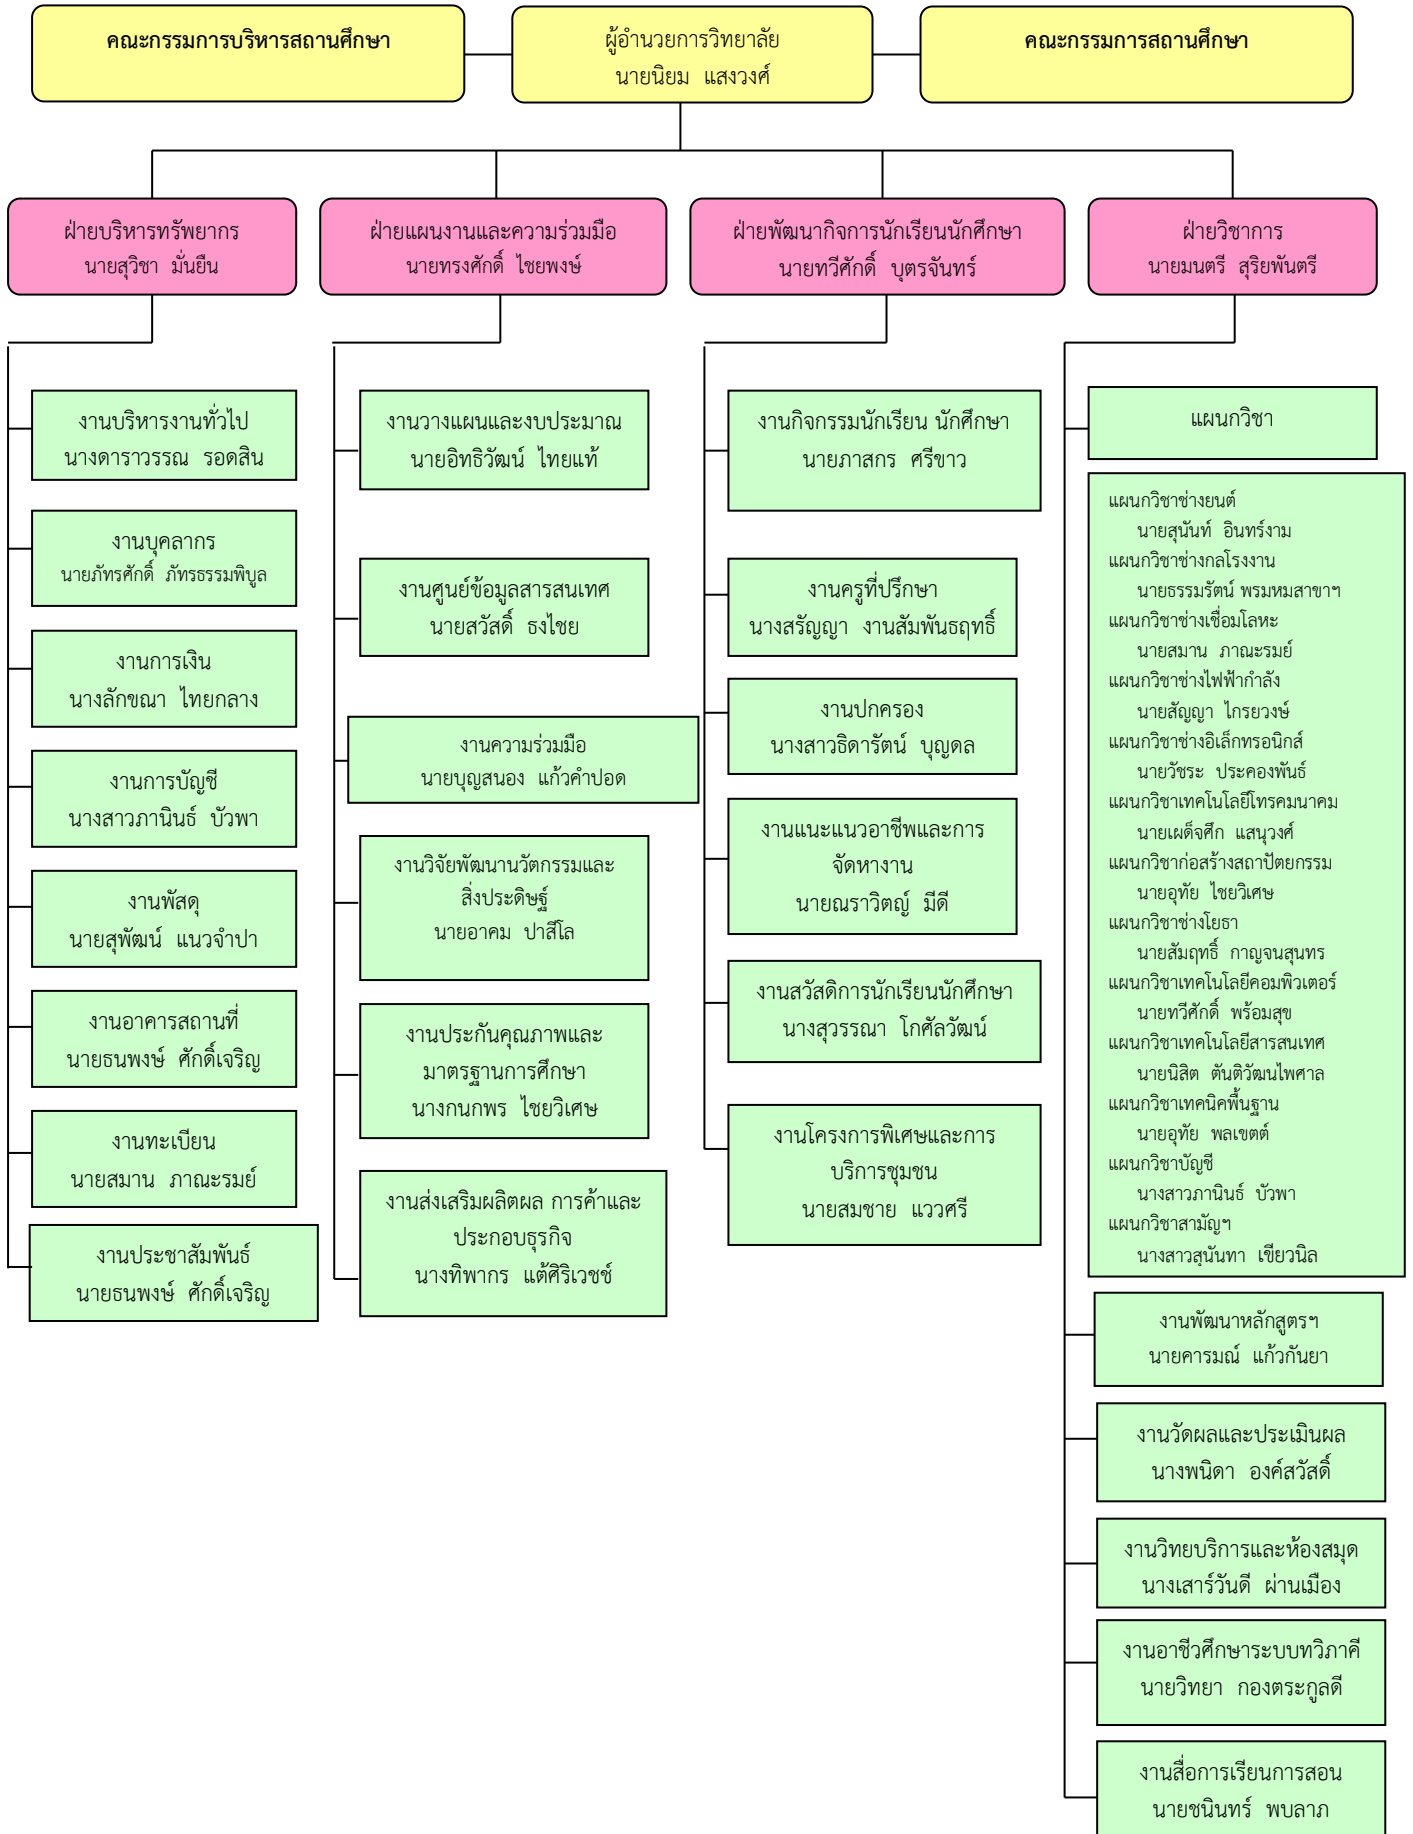 คณะกรรมการบริหารสถานศึกษา
ผู้อำนวยการวิทยาลัย
นายนิยม แสงวงศ์
คณะกรรมการสถานศึกษา
ฝ่ายบริหารทรัพยากร
นายสุวิชา มั่นยืน
ฝ่ายแผนงานและความร่วมมือ
นายทรงศักดิ์ ไชยพงษ์
ฝ่ายพัฒนากิจการนักเรียนนักศึกษา
นายทวีศักดิ์ บุตรจันทร์
ฝ่ายวิชาการ
นายมนตรี สุริยพันตรี
งานบริหารงานทั่วไป
นางดาราวรรณ รอดสิน
งานบุคลากร
นายภัทรศักดิ์ ภัทรธรรมพิบูล
งานการเงิน
นางลักขณา ไทยกลาง
งานการบัญชี
นางสาวภานินธ์ บัวพา
งานพัสดุ
นายสุพัฒน์ แนวจำปา
งานอาคารสถานที่
นายธนพงษ์ ศักดิ์เจริญ
งานทะเบียน
นายสมาน ภาณะรมย์
งานประชาสัมพันธ์
นายธนพงษ์ ศักดิ์เจริญ
งานวางแผนและงบประมาณ
นายอิทธิวัฒน์ ไทยแท้
งานศูนย์ข้อมูลสารสนเทศ
นายสวัสดิ์ ธงไชย
งานความร่วมมือ
นายบุญสนอง แก้วคำปอด
งานวิจัยพัฒนานวัตกรรมและ
สิ่งประดิษฐ์
นายอาคม ปาสีโล
งานประกันคุณภาพและ
มาตรฐานการศึกษา
นางกนกพร ไชยวิเศษ
งานส่งเสริมผลิตผล การค้าและ
ประกอบธุรกิจ
นางทิพากร แต้ศิริเวชช์
งานกิจกรรมนักเรียน นักศึกษา
นายภาสกร ศรีขาว
งานครูที่ปรึกษา
นางสรัญญา งานสัมพันธฤทธิ์
งานปกครอง
นางสาวธิดารัตน์ บุญดล
งานแนะแนวอาชีพและการ
จัดหางาน
นายณราวิตญ์ มีดี
งานสวัสดิการนักเรียนนักศึกษา
นางสุวรรณา โกศัลวัฒน์
งานโครงการพิเศษและการ
บริการชุมชน
นายสมชาย แววศรี
แผนกวิชา
แผนกวิชาช่างยนต์
นายสุนันท์ อินทร์งาม
แผนกวิชาช่างกลโรงงาน
นายธรรมรัตน์ พรมหมสาขาฯ
แผนกวิชาช่างเชื่อมโลหะ
นายสมาน ภาณะรมย์
แผนกวิชาช่างไฟฟ้ากำลัง
นายสัญญา ไกรยวงษ์
แผนกวิชาช่างอิเล็กทรอนิกส์
นายวัชระ ประคองพันธ์
แผนกวิชาเทคโนโลยีโทรคมนาคม
นายเผด็จศึก แสนุวงศ์
แผนกวิชาก่อสร้างสถาปัตยกรรม
นายอุทัย ไชยวิเศษ
แผนกวิชาช่างโยธา
นายสัมฤทธิ์ กาญจนสุนทร
แผนกวิชาเทคโนโลยีคอมพิวเตอร์
นายทวีศักดิ์ พร้อมสุข
แผนกวิชาเทคโนโลยีสารสนเทศ
นายนิสิต ตันติวัฒนไพศาล
แผนกวิชาเทคนิคพื้นฐาน
นายอุทัย พลเขตต์
แผนกวิชาบัญชี
นางสาวภานินธ์ บัวพา
แผนกวิชาสามัญฯ
นางสาวสุนันทา เขียวนิล
งานพัฒนาหลักสูตรฯ
นายคารมณ์ แก้วกันยา
งานวัดผลและประเมินผล
นางพนิดา องค์สวัสดิ์
งานวิทยบริการและห้องสมุด
นางเสาร์วันดี ผ่านเมือง
งานอาชีวศึกษาระบบทวิภาคี
นายวิทยา กองตระกูลดี
งานสื่อการเรียนการสอน
นายชนินทร์ พบลาภ